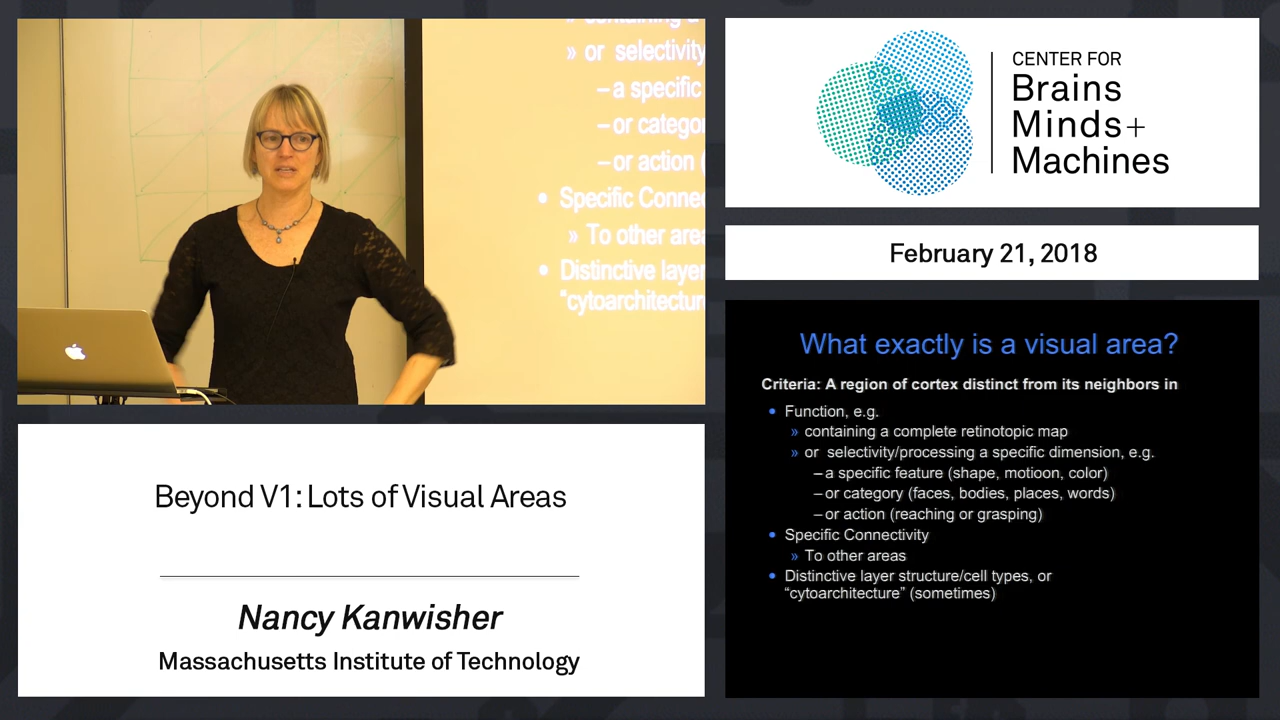 containing a
» or selectivity
– a specific
– or catego
– or action (
• Specific Conne
» To other area
• Distinctive laye
"cytoarchitectur
CENTER FOR
Brains
Minds+
Machines
February 21, 2018
Beyond V1: Lots of Visual Areas
Nancy Kanwisher
Massachusetts Institute of Technology
What exactly is a visual area?
Criteria: A region of cortex distinct from its neighbors in
• Function, e.g.
» containing a complete retinotopic map
» or selectivity/processing a specific dimension, e.g.
– a specific feature (shape, motioon, color)
– or category (faces, bodies, places, words)
– or action (reaching or grasping)
• Specific Connectivity
» To other areas
• Distinctive layer structure/cell types, or
"cytoarchitecture" (sometimes)